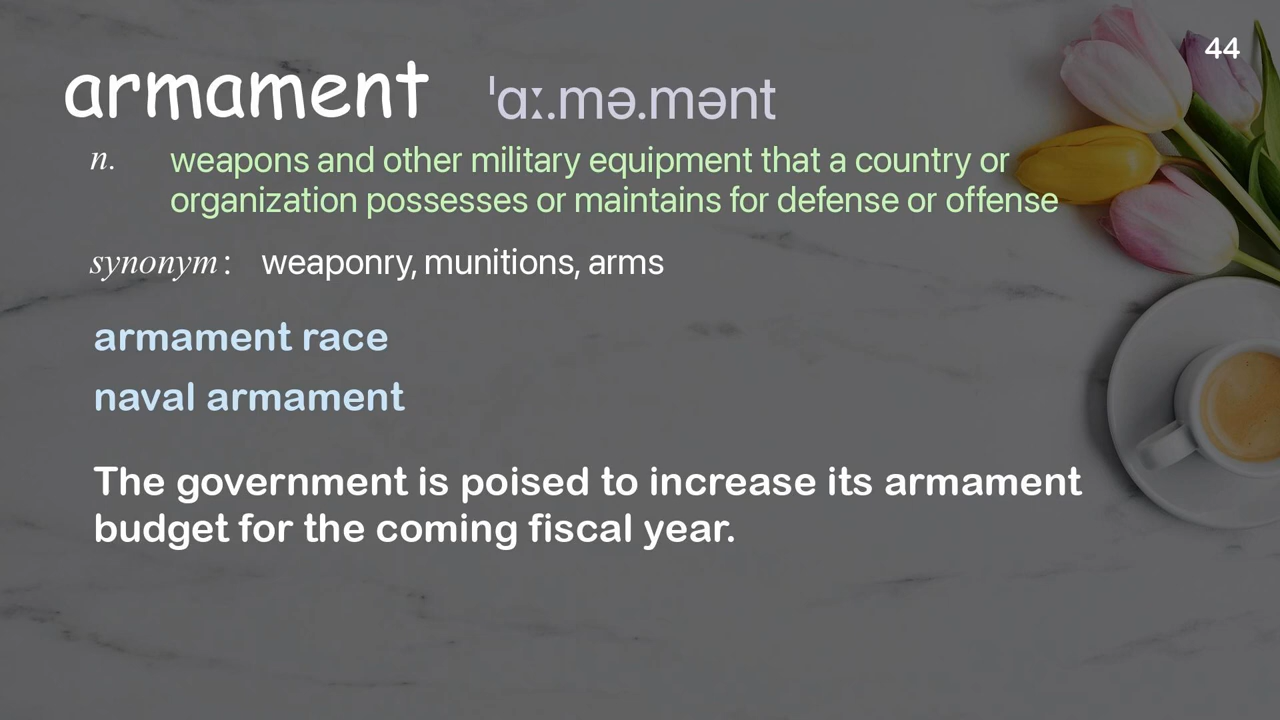 44
armament ˈɑː.mə.mənt
n. weapons and other military equipment that a country or
organization possesses or maintains for defense or offense
synonym: weaponry, munitions, arms
armament race
naval armament
The government is poised to increase its armament
budget for the coming fiscal year.